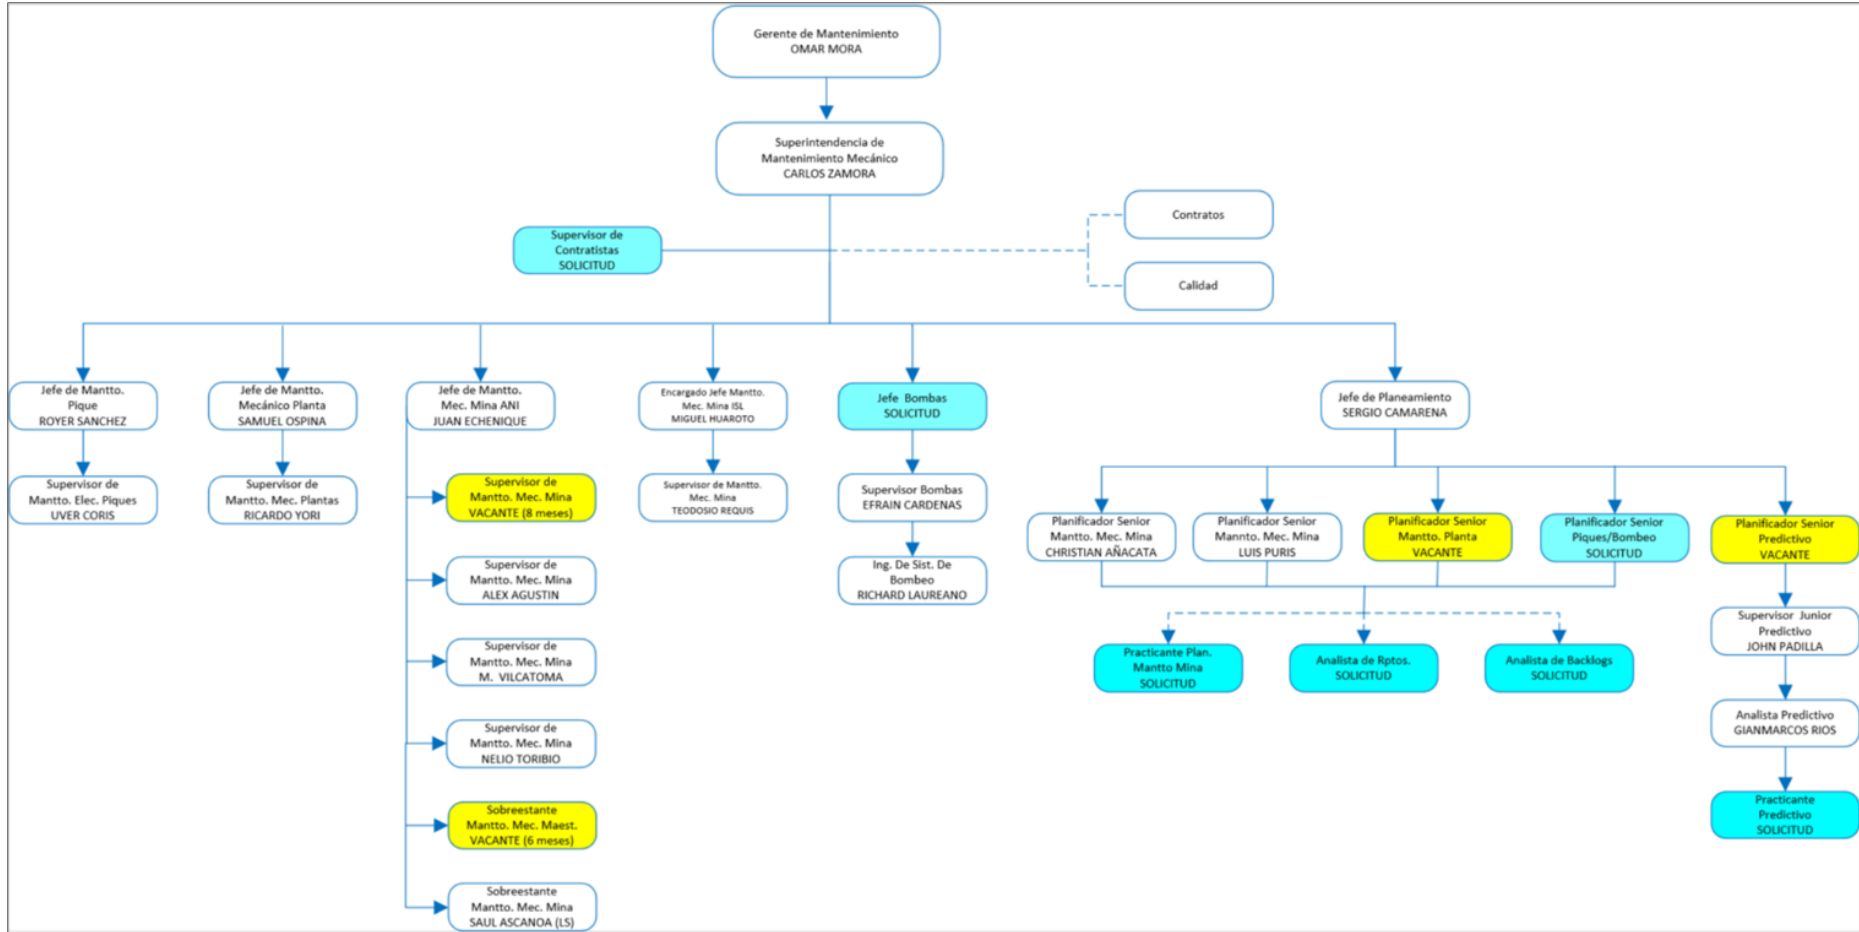 Gerente de Mantenimiento
OMAR MORA
Superintendencia de
Mantenimiento Mecánico
CARLOS ZAMORA
Supervisor de
Contratistas
SOLICITUD
Contratos
Calidad
Jefe de Mantto.
Pique
ROYER SANCHEZ
Jefe de Mantto.
Mecánico Planta
SAMUEL OSPINA
Jefe de Mantto.
Mec. Mina ANI
JUAN ECHENIQUE
Encargado Jefe Mantto.
Mec. Mina ISL
MIGUEL HUAROTO
Jefe Bombas
SOLICITUD
Jefe de Planeamiento
SERGIO CAMARENA
Supervisor de
Mantto. Elec. Piques
UVER CORIS
Supervisor de
Mantto. Mec. Plantas
RICARDO YORI
Supervisor de
Mantto. Mec. Mina
VACANTE (8 meses)
Supervisor de
Mantto. Mec. Mina
ALEX AGUSTIN
Supervisor de
Mantto. Mec. Mina
M. VILCATOMA
Supervisor de
Mantto. Mec. Mina
NELIO TORIBIO
Sobreestante
Mantto. Mec. Maest.
VACANTE (6 meses)
Sobreestante
Mantto. Mec. Mina
SAUL ASCANOA (LS)
Supervisor de Mantto.
Mec. Mina
TEODOSIO REQUIS
Supervisor Bombas
EFRAIN CARDENAS
Ing. De Sist. De
Bombeo
RICHARD LAUREANO
Planificador Senior
Mantto. Mec. Mina
CHRISTIAN AÑACATA
Planificador Senior
Mannto. Mec. Mina
LUIS PURIS
Planificador Senior
Mantto. Planta
VACANTE
Planificador Senior
Piques/Bombeo
SOLICITUD
Planificador Senior
Predictivo
VACANTE
Practicante Plan.
Mantto Mina
SOLICITUD
Analista de Rptos.
SOLICITUD
Analista de Backlogs
SOLICITUD
Supervisor Junior
Predictivo
JOHN PADILLA
Analista Predictivo
GIANMARCOS RIOS
Practicante
Predictivo
SOLICITUD